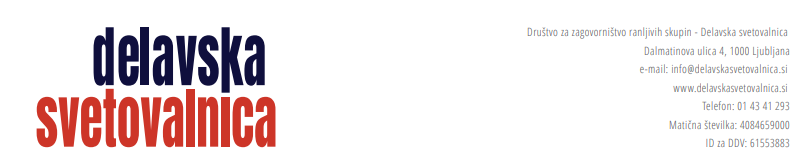 delavska
svetovalnica
Društvo za zagovorništvo ranljivih skupin - Delavska svetovalnica
Dalmatinova ulica 4, 1000 Ljubljana
e-mail: info@delavskasvetovalnica.si
www.delavskasvetovalnica.si
Telefon: 01 43 41 293
Matična številka: 4084659000
ID za DDV: 61553883